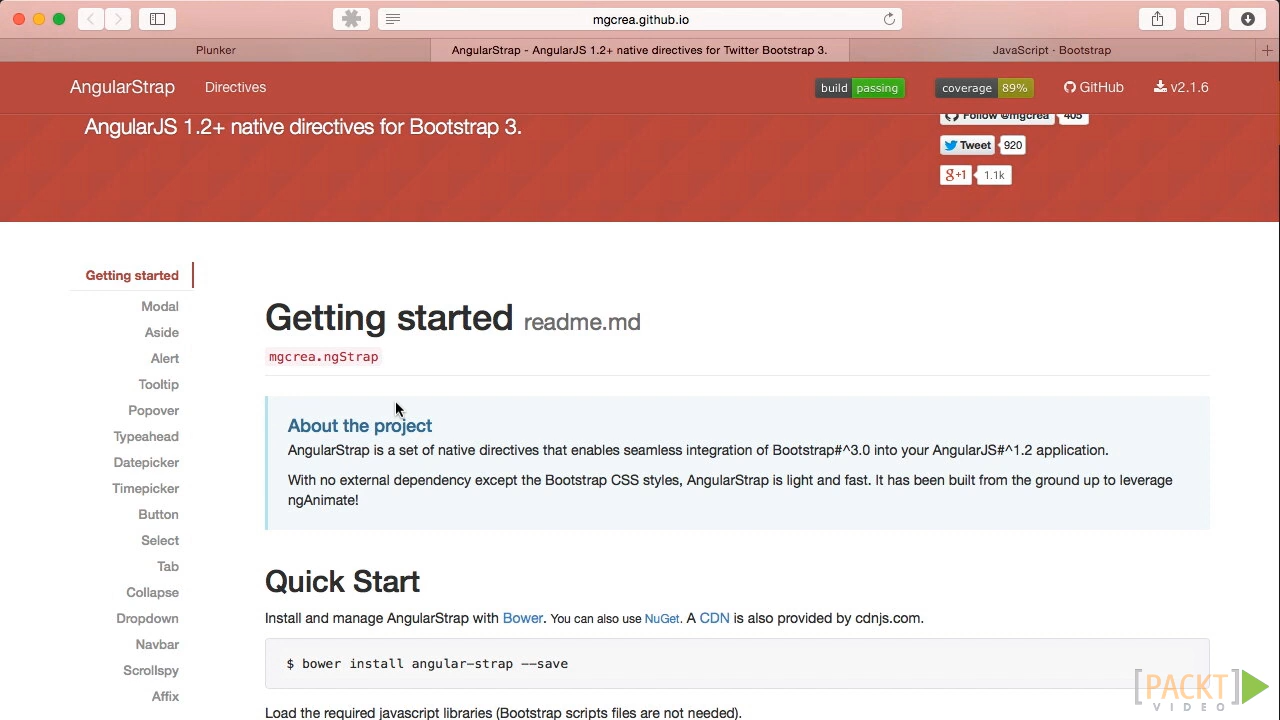 mgcrea.github.io
Plunker
AngularStrap - AngularJS 1.2+ native directives for Twitter Bootstrap 3.
JavaScript - Bootstrap
AngularStrap
Directives
build passing
coverage 89%
GitHub
v2.1.6
AngularJS 1.2+ native directives for Bootstrap 3.
Follow @mgcrea 405
Tweet 920
g+1 1.1k
Getting started
Modal
Aside
Alert
Tooltip
Popover
Typeahead
Datepicker
Timepicker
Button
Select
Tab
Collapse
Dropdown
Navbar
Scrollspy
Affix
Getting started readme.md
mgcrea.ngStrap
About the project
AngularStrap is a set of native directives that enables seamless integration of Bootstrap#^3.0 into your AngularJS#^1.2 application.
With no external dependency except the Bootstrap CSS styles, AngularStrap is light and fast. It has been built from the ground up to leverage
ngAnimate!
Quick Start
Install and manage AngularStrap with Bower. You can also use NuGet. A CDN is also provided by cdnjs.com.
$ bower install angular-strap --save
Load the required javascript libraries (Bootstrap scripts files are not needed).
[PACKT]
VIDEO